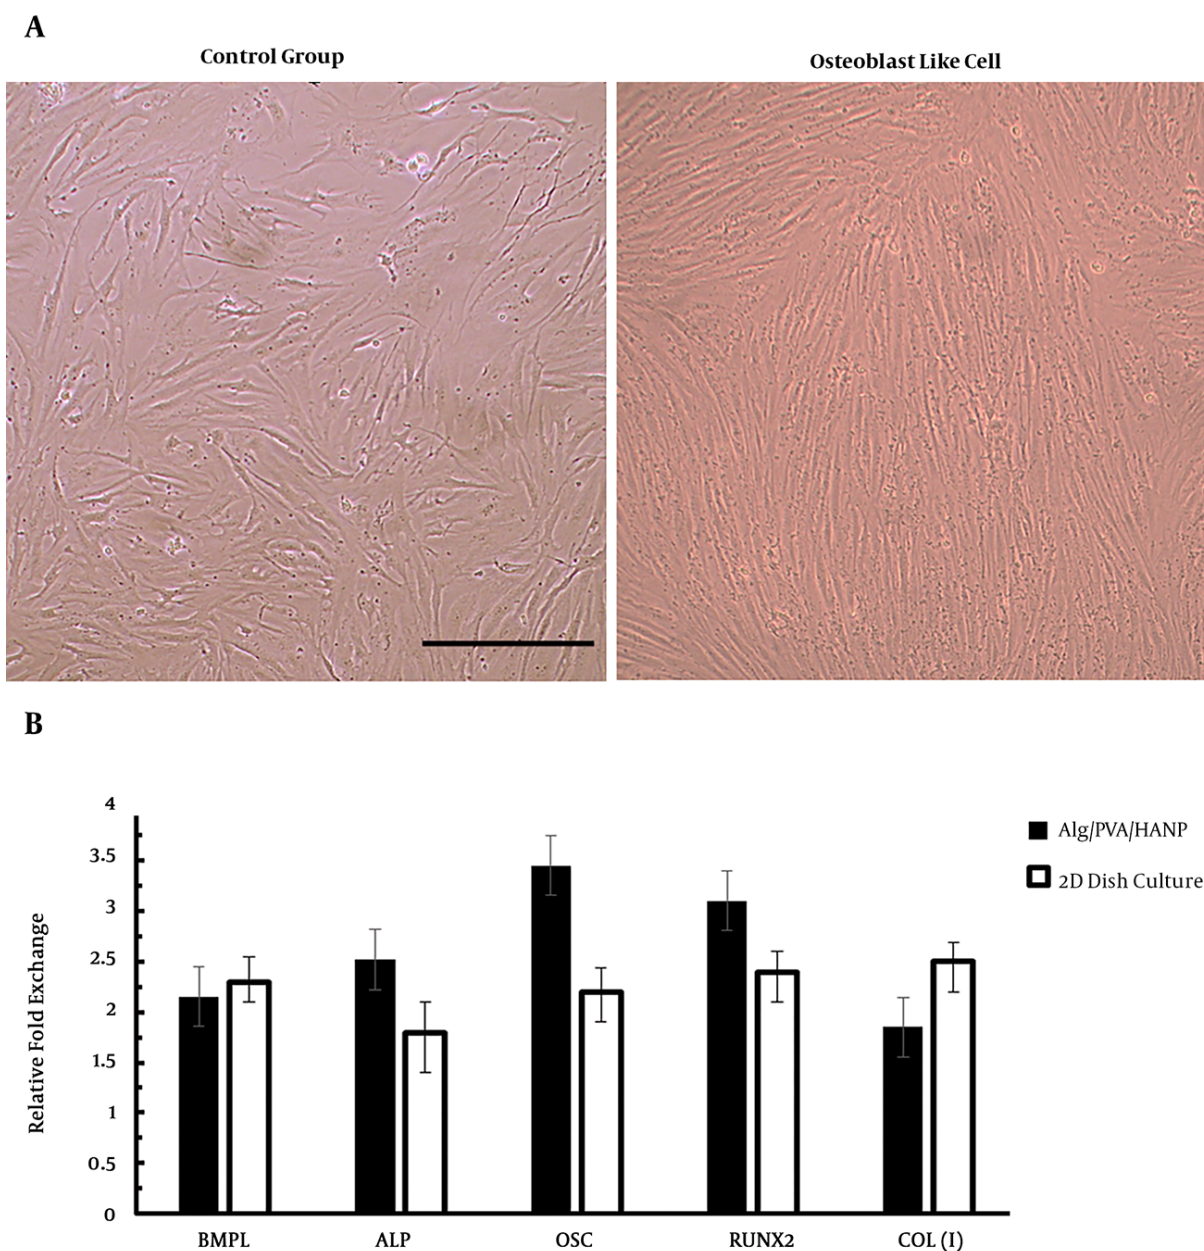 A
Control Group
Osteoblast Like Cell
B
4
3.5
3
2.5
2
1.5
1
0.5
0
Relative Fold Exchange
Alg/PVA/HANP
2D Dish Culture
BMPL
ALP
OSC
RUNX2
COL (I)